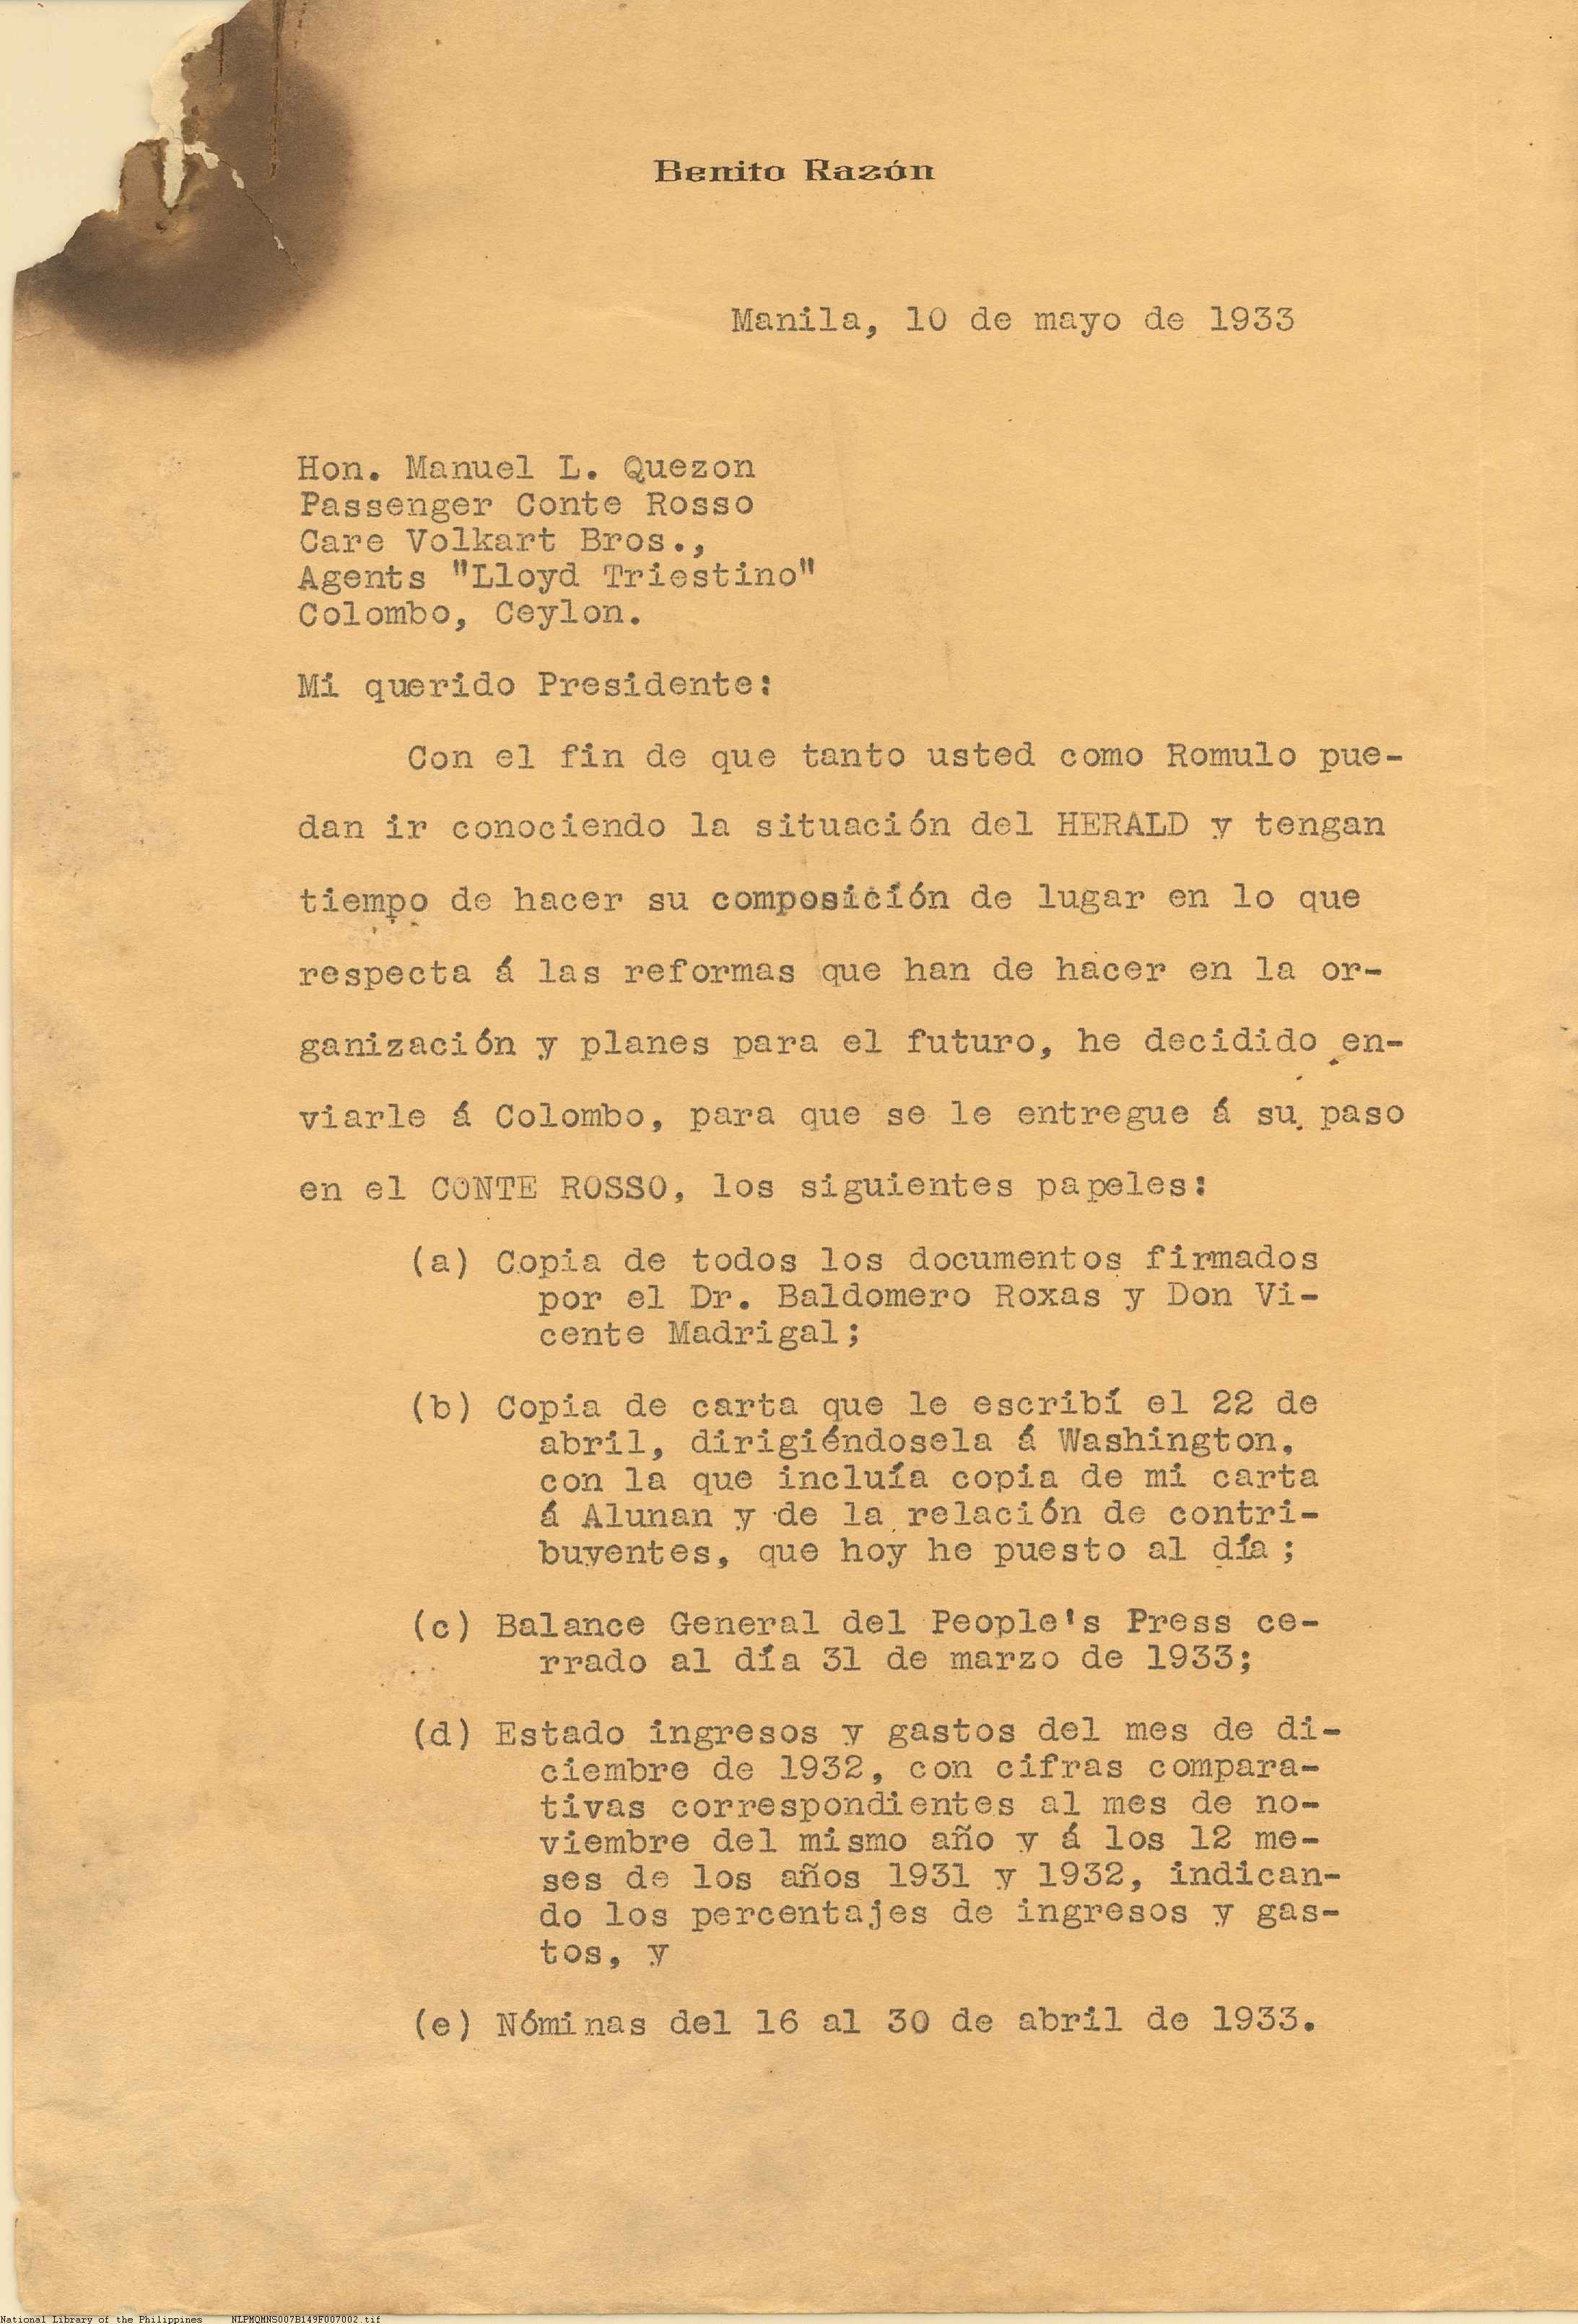 Benito Razón
Manila, 10 de mayo de 1933
Hon. Manuel L. Quezon
Passenger Conte Rosso
Care Volkart Bros.,
Agents "Lloyd Triestino"
Colombo, Ceylon.
Mi querido Presidente:
Con el fin de que tanto usted como Romulo pue-
dan ir conociendo la situación del HERALD y tengan
tiempo de hacer su composición de lugar en lo que
respecta á las reformas que han de hacer en la or-
ganización y planes para el futuro, he decidido en-
viarle á Colombo, para que se le entregue á su paso
en el CONTE ROSSO, los siguientes papeles:
(a) Copia de todos los documentos firmados
por el Dr. Baldomero Roxas y Don Vi-
cente Madrigal;
(b) Copia de carta que le escribí el 22 de
abril, dirigiéndosela á Washington,
con la que incluía copia de mi carta
á Alunan y de la relación de contri-
buyentes, que hoy he puesto al día;
(c) Balance General del People's Press ce-
rrado al día 31 de marzo de 1933;
(d) Estado ingresos y gastos del mes de di-
ciembre de 1932, con cifras compara-
tivas correspondientes al mes de no-
viembre del mismo año y á los 12 me-
ses de los años 1931 y 1932, indican-
do los percentajes de ingresos y gas-
tos, y
(e) Nóminas del 16 al 30 de abril de 1933.
National Library of the Philippines NLPMQMNS007B149F007002.tif